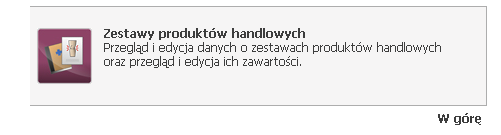 Zestawy produktów handlowych
Przegląd i edycja danych o zestawach produktów handlowych
oraz przegląd i edycja ich zawartości.
W górę